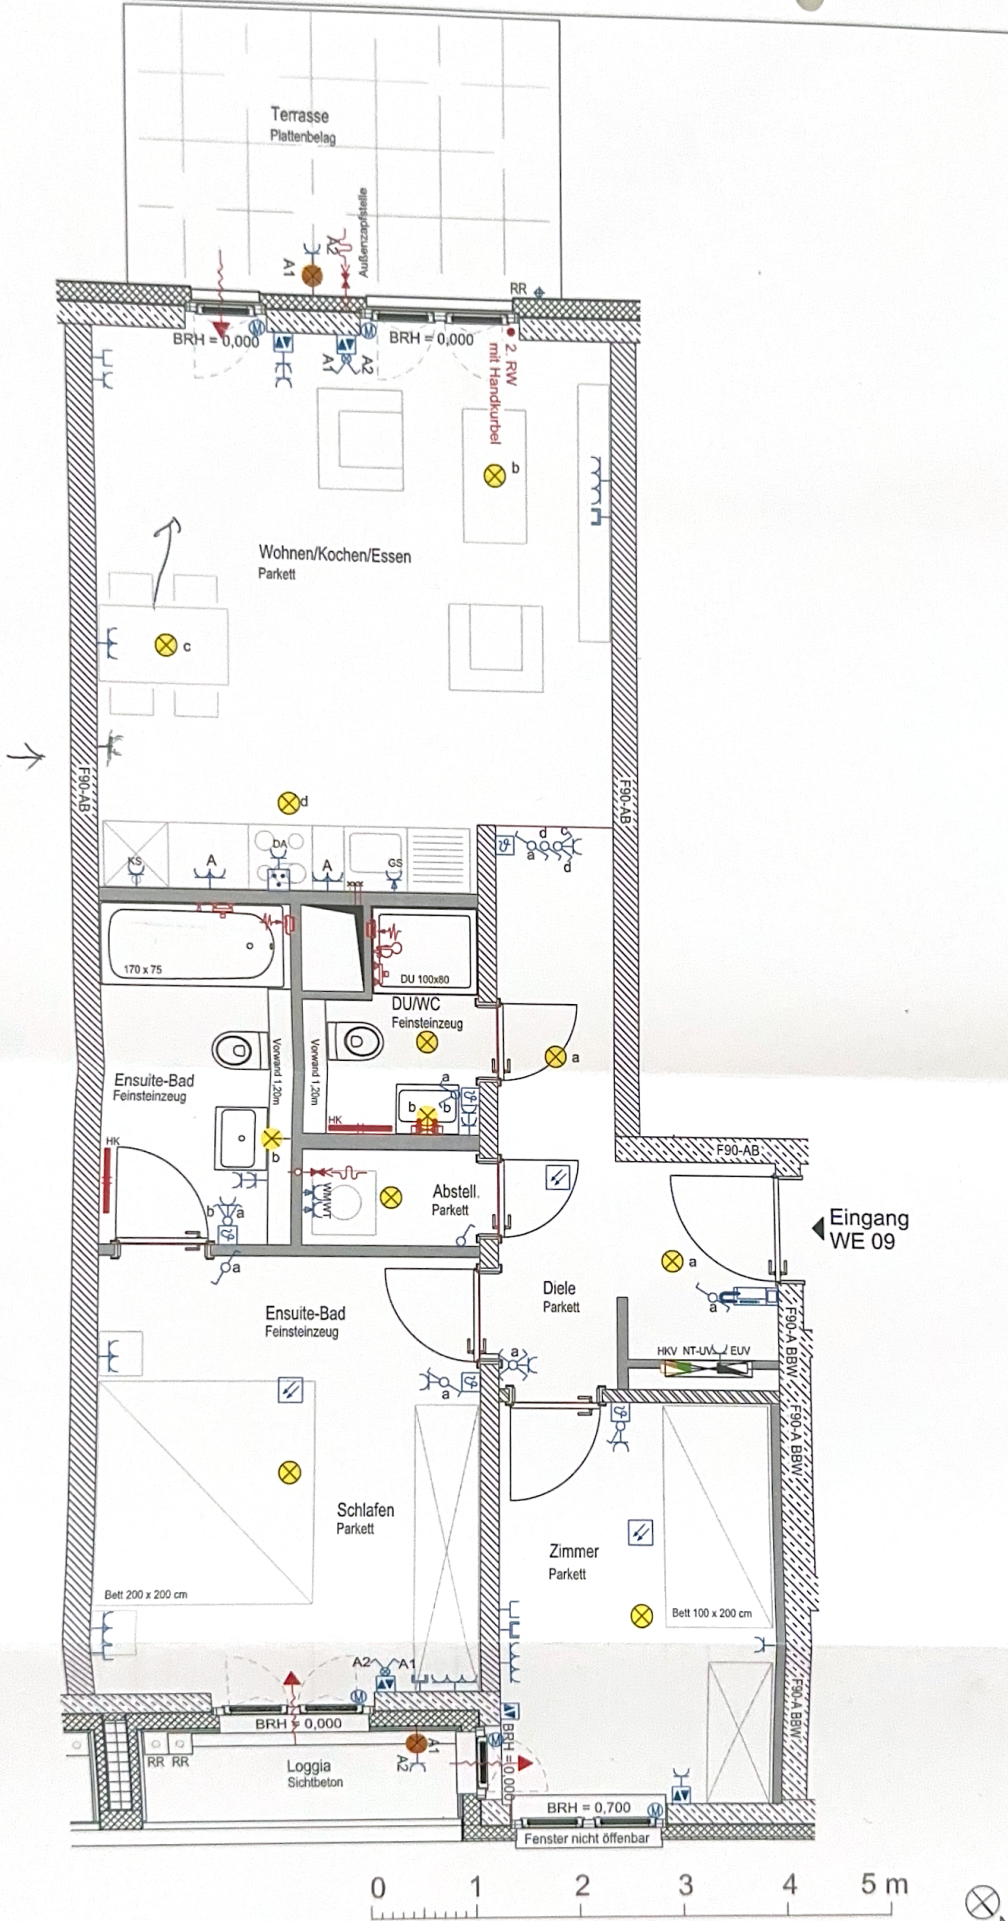 Terrasse
Plattenbelag
Außenzapfstelle
A2
A1
RR
BRH = 0,000
M
M
BRH = 0,000
A1
A2
2. RW
mit Handkurbel
b
Wohnen/Kochen/Essen
Parkett
c
F90-AB
F90-AB
d
KS
A
DA
A
GS
d
c
a
d
170 x 75
DU 100x80
DU/WC
Feinsteinzeug
a
Vorwand 1,20m
Vorwand 1,20m
Ensuite-Bad
Feinsteinzeug
a
b
b
HK
HK
b
F90-AB
WM
WT
Abstell.
Parkett
b
a
Eingang
WE 09
a
a
Diele
Parkett
a
Ensuite-Bad
Feinsteinzeug
HKV NT-UV EUV
F90-A BBW
a
a
F90-A BBW
Schlafen
Parkett
Zimmer
Parkett
Bett 200 x 200 cm
Bett 100 x 200 cm
A2
A1
F90-A BBW
M
BRH = 0,000
RR RR
Loggia
Sichtbeton
A1
A2
M
BRH = 0,000
BRH = 0,700
M
Fenster nicht öffenbar
0 1 2 3 4 5 m